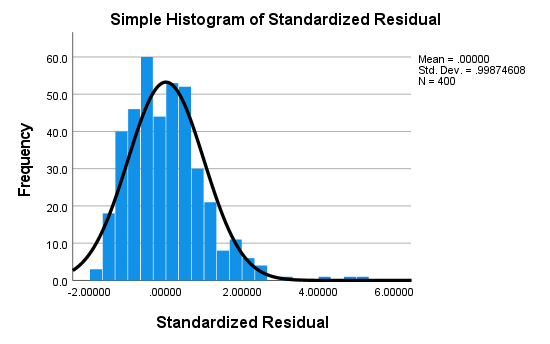 Simple Histogram of Standardized Residual
Mean = .00000
Std. Dev. = .99874608
N = 400
Frequency
60.0
50.0
40.0
30.0
20.0
10.0
0.0
-2.00000 .00000 2.00000 4.00000 6.00000
Standardized Residual